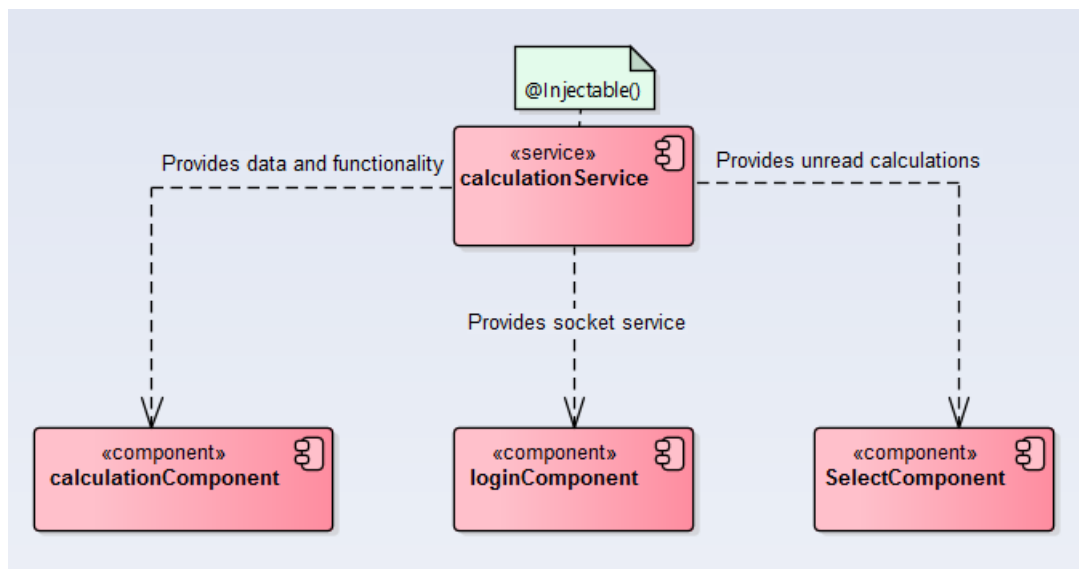 @Injectable()
«service»
calculationService
Provides data and functionality
Provides unread calculations
Provides socket service
«component»
calculationComponent
«component»
loginComponent
«component»
SelectComponent